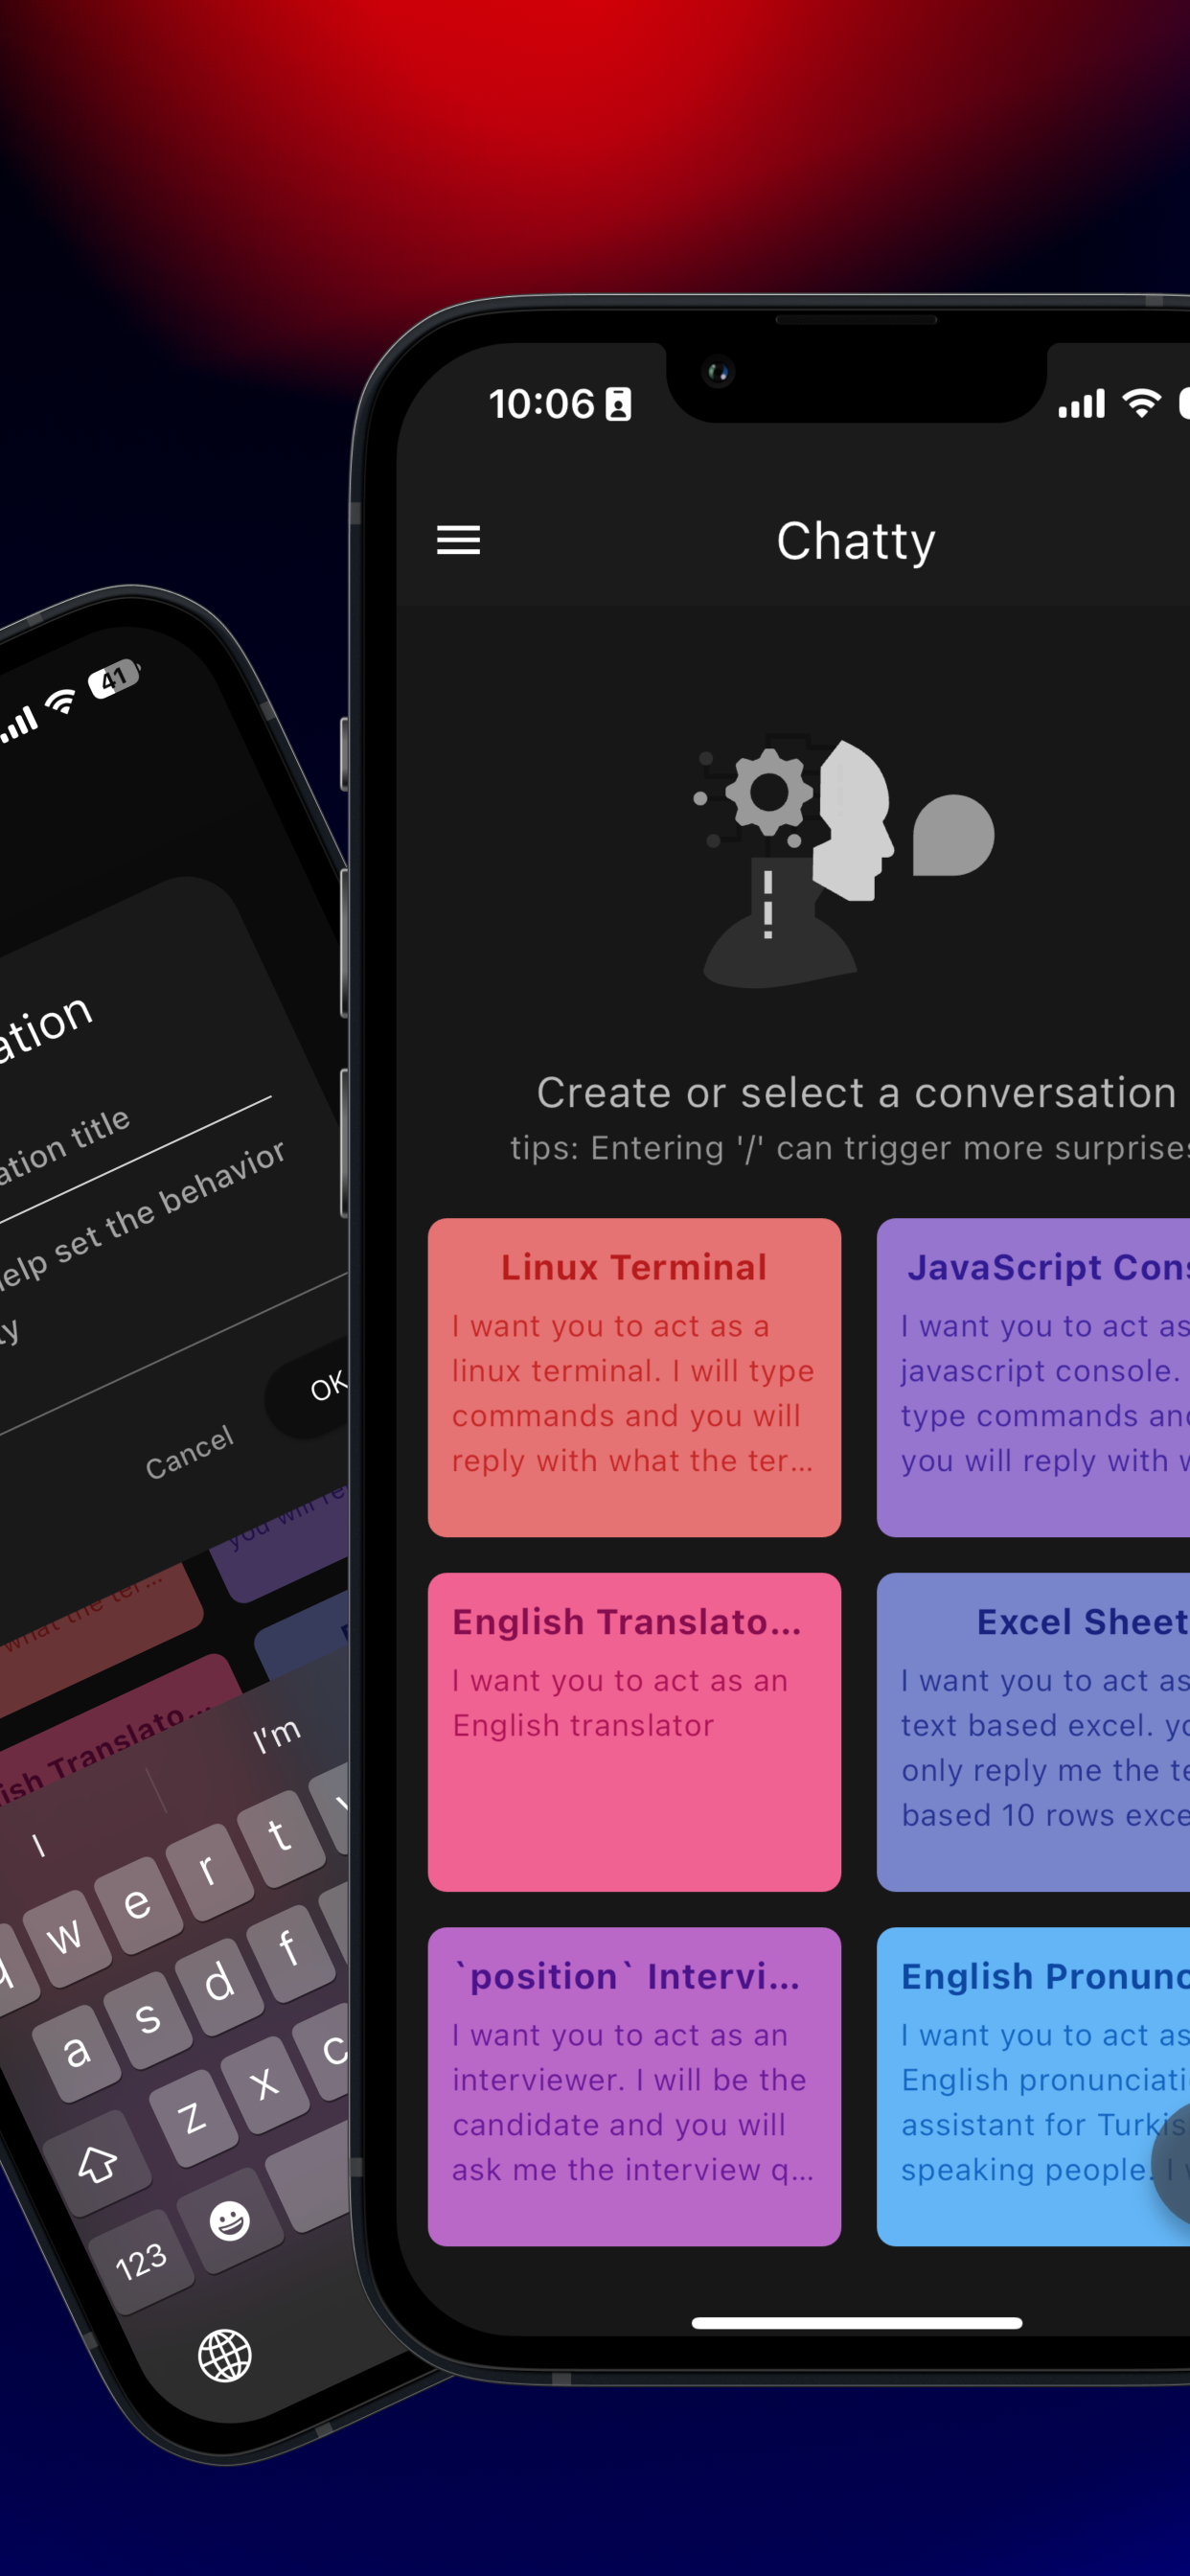 10:06
Chatty
Create or select a conversation
tips: Entering '/' can trigger more surprises
Linux Terminal
I want you to act as a
linux terminal. I will type
commands and you will
reply with what the ter...
JavaScript Cons
I want you to act as
javascript console.
type commands and
you will reply with w
English Translato...
I want you to act as an
English translator
Excel Sheet
I want you to act as
text based excel. yo
only reply me the te
based 10 rows exce
`position` Intervi...
I want you to act as an
interviewer. I will be the
candidate and you will
ask me the interview q...
English Pronunc
I want you to act as
English pronunciati
assistant for Turkis
speaking people. I w
41
ation
ation title
elp set the behavior
ty
Cancel
OK
you will re
what the ter...
ish Translato...
I
I'm
q w e r t y
a s d f
z x c
123